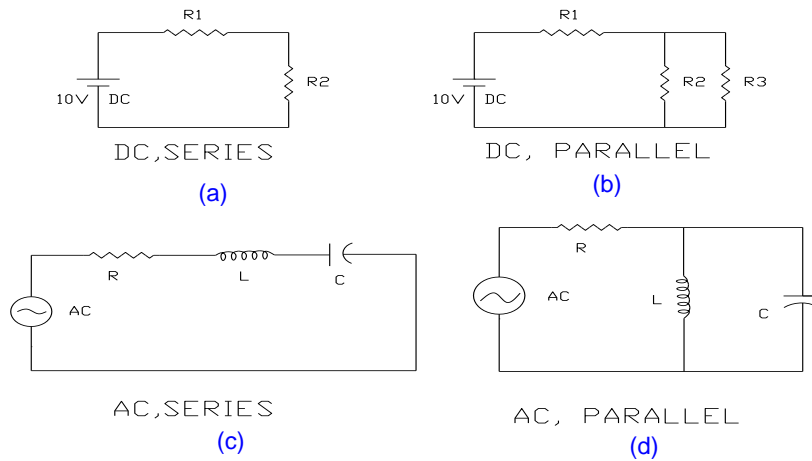 R1
R2
10V DC
DC,SERIES
(a)
R1
R2
R3
10V DC
DC, PARALLEL
(b)
R
L
C
AC
AC,SERIES
(c)
R
AC
L
C
AC, PARALLEL
(d)